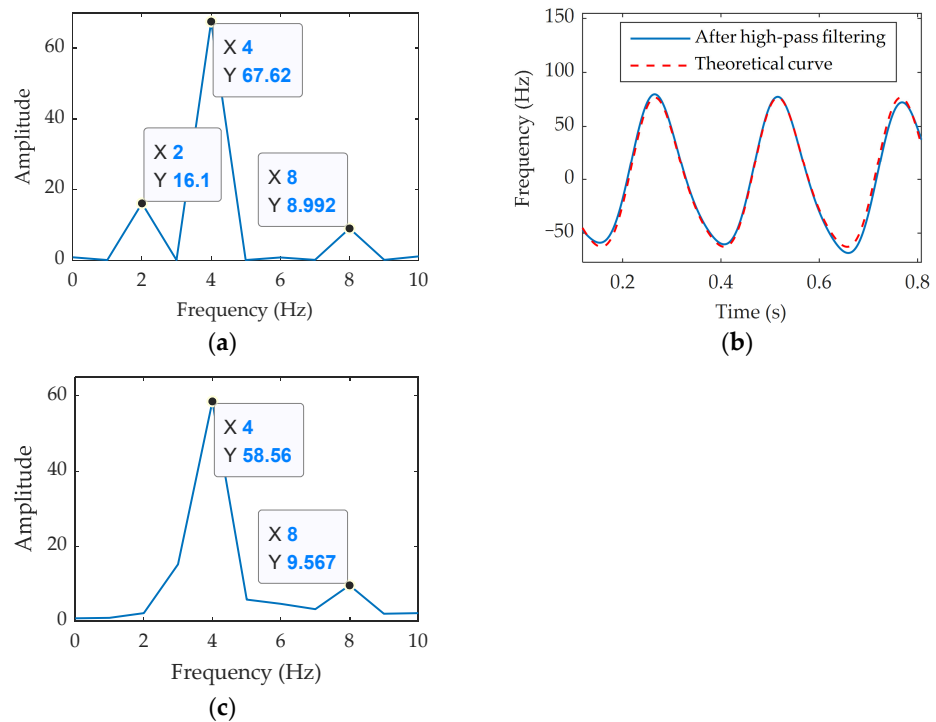 60
40
20
0
Amplitude
X 4
Y 67.62
X 2
Y 16.1
X 8
Y 8.992
0 2 4 6 8 10
Frequency (Hz)
(a)
150
100
50
0
−50
Frequency (Hz)
After high-pass filtering
Theoretical curve
0.2 0.4 0.6 0.8
Time (s)
(b)
60
40
20
0
Amplitude
X 4
Y 58.56
X 8
Y 9.567
0 2 4 6 8 10
Frequency (Hz)
(c)